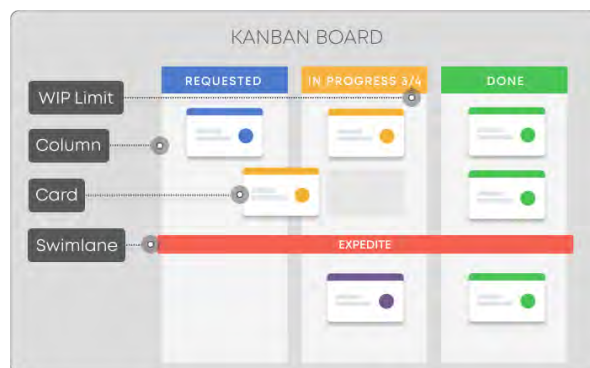 KANBAN BOARD
REQUESTED
IN PROGRESS 3/4
DONE
WIP Limit
Column
Card
Swimlane
EXPEDITE